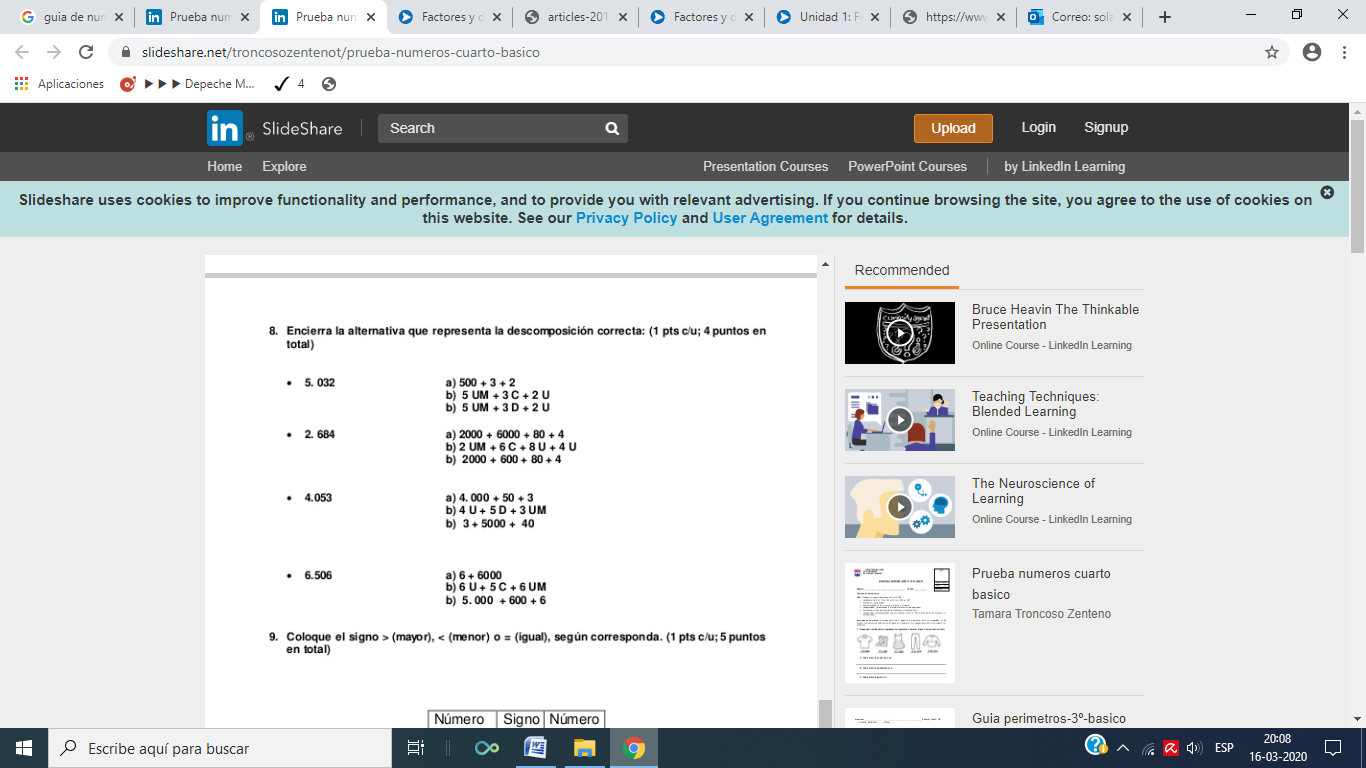 guia de nun
Prueba num
Prueba num
Factores y d
articles-201
Factores y d
Unidad 1: F
https://www
Correo: sola
slideshare.net/troncosozentenot/prueba-numeros-cuarto-basico
Aplicaciones
►►► Depeche M...
4
in SlideShare
Search
Upload
Login
Signup
Home
Explore
Presentation Courses
PowerPoint Courses
by LinkedIn Learning
Slideshare uses cookies to improve functionality and performance, and to provide you with relevant advertising. If you continue browsing the site, you agree to the use of cookies on
this website. See our Privacy Policy and User Agreement for details.
8. Encierra la alternativa que representa la descomposición correcta: (1 pts c/u; 4 puntos en
total)
• 5. 032
a) 500 + 3 + 2
b) 5 UM + 3 C + 2 U
b) 5 UM + 3 D + 2 U
• 2. 684
a) 2000 + 6000 + 80 + 4
b) 2 UM + 6 C + 8 U + 4 U
b) 2000 + 600 + 80 + 4
• 4.053
a) 4. 000 + 50 + 3
b) 4 U + 5 D + 3 UM
b) 3 + 5000 + 40
• 6.506
a) 6 + 6000
b) 6 U + 5 C + 6 UM
b) 5. 000 + 600 + 6
9. Coloque el signo > (mayor), < (menor) o = (igual), según corresponda. (1 pts c/u; 5 puntos
en total)
Número Signo Número
Recommended
Bruce Heavin The Thinkable
Presentation
Online Course - LinkedIn Learning
Teaching Techniques:
Blended Learning
Online Course - LinkedIn Learning
The Neuroscience of
Learning
Online Course - LinkedIn Learning
Prueba numeros cuarto
basico
Tamara Troncoso Zenteno
Guia perimetros-3º-basico
Escribe aquí para buscar
ESP
20:08
16-03-2020